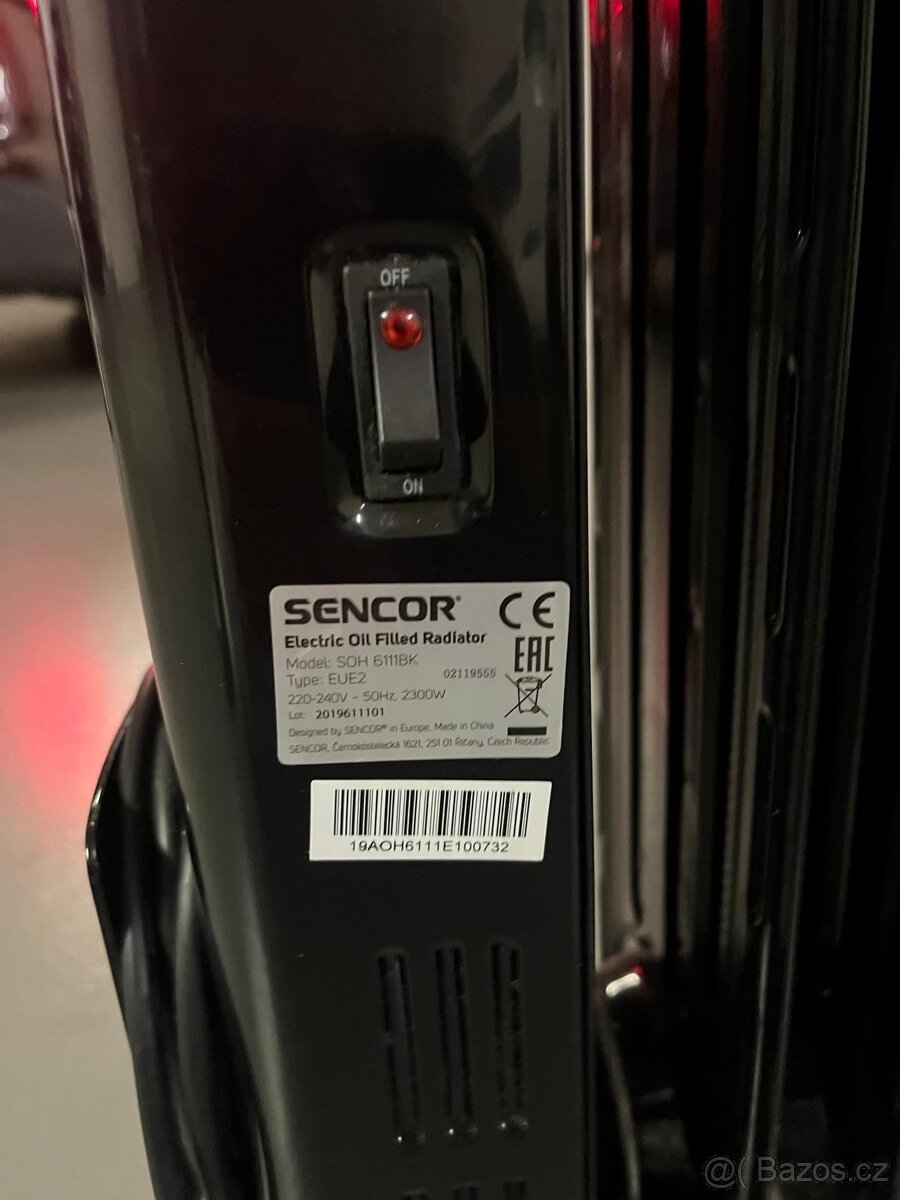 OFF
ON
SENCOR® CE
Electric Oil Filled Radiator
EAC
Model: SOH 6111BK
02119555
Type: EUE2
220-240V ~ 50Hz, 2300W
Lot: 2019611101
Designed by SENCOR® in Europe, Made in China
SENCOR, Černokostelecká 1621, 251 01 Říčany, Czech Republic
19AOH6111E100732
@( Bazos.cz